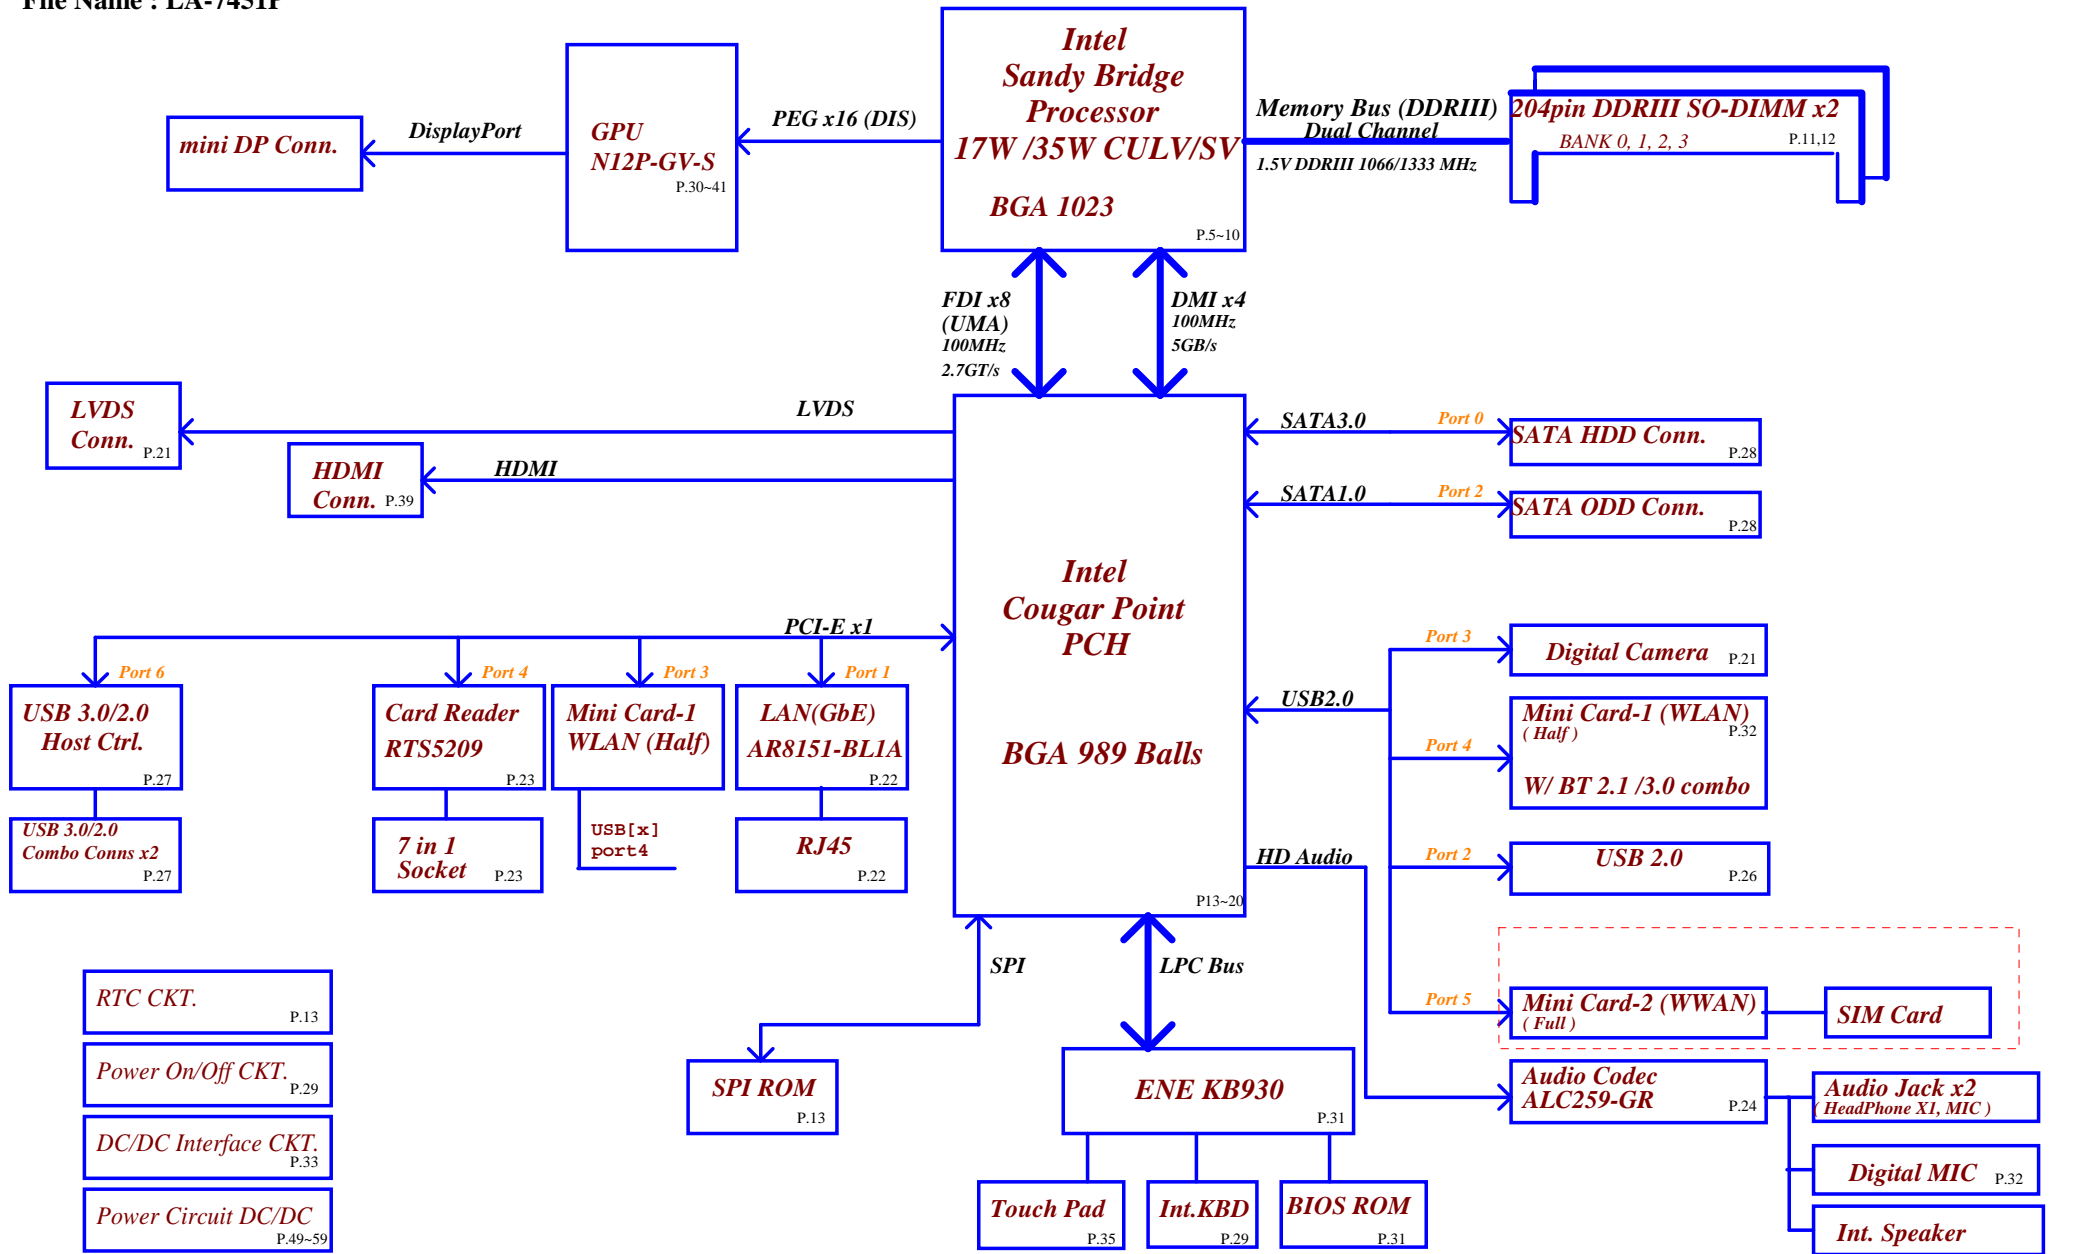 Intel
Sandy Bridge
Processor
17W /35W CULV/SV
BGA 1023
P.5~10
GPU
N12P-GV-S
P.30~41
mini DP Conn.
DisplayPort
PEG x16 (DIS)
Memory Bus (DDRIII)
Dual Channel
1.5V DDRIII 1066/1333 MHz
204pin DDRIII SO-DIMM x2
BANK 0, 1, 2, 3
P.11,12
FDI x8
(UMA)
100MHz
2.7GT/s
DMI x4
100MHz
5GB/s
LVDS
Conn.
P.21
LVDS
HDMI
Conn.
P.39
HDMI
SATA3.0
Port 0
SATA HDD Conn.
P.28
SATA1.0
Port 2
SATA ODD Conn.
P.28
Intel
Cougar Point
PCH
BGA 989 Balls
P13~20
PCI-E x1
Port 6
Port 4
Port 3
Port 1
USB 3.0/2.0
Host Ctrl.
P.27
Card Reader
RTS5209
P.23
Mini Card-1
WLAN (Half)
LAN(GbE)
AR8151-BL1A
P.22
USB 3.0/2.0
Combo Conns x2
P.27
7 in 1
Socket
P.23
USB[x]
port4
RJ45
P.22
USB2.0
Port 3
Digital Camera
P.21
Port 4
Mini Card-1 (WLAN)
( Half )
P.32
W/ BT 2.1 /3.0 combo
Port 2
USB 2.0
P.26
Port 5
Mini Card-2 (WWAN)
( Full )
SIM Card
HD Audio
Audio Codec
ALC259-GR
P.24
Audio Jack x2
( HeadPhone X1, MIC )
Digital MIC
P.32
Int. Speaker
SPI
SPI ROM
P.13
LPC Bus
ENE KB930
P.31
Touch Pad
P.35
Int.KBD
P.29
BIOS ROM
P.31
RTC CKT.
P.13
Power On/Off CKT.
P.29
DC/DC Interface CKT.
P.33
Power Circuit DC/DC
P.49~59